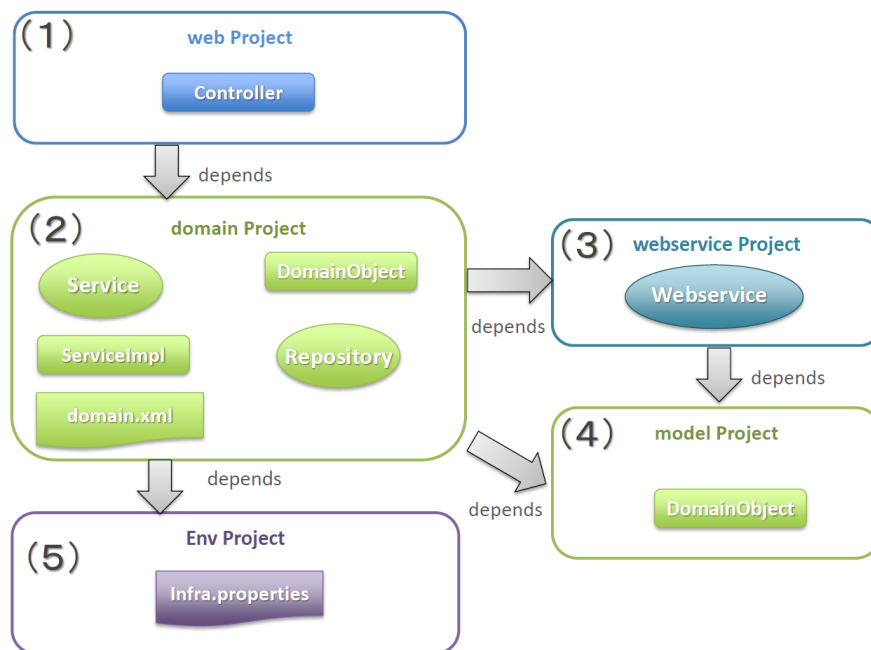 （１）
web Project
Controller
depends
（２）
domain Project
Service
DomainObject
ServiceImpl
Repository
domain.xml
depends
（３）
webservice Project
Webservice
depends
depends
（４）
model Project
DomainObject
depends
（５）
Env Project
Infra.properties